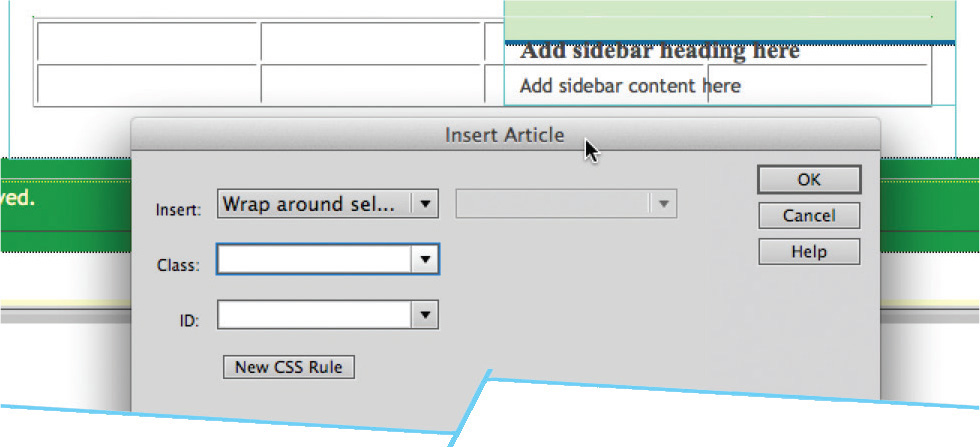 Add sidebar heading here
Add sidebar content here
Insert Article
ved.
Insert: Wrap around sel... 
Class:
ID:
New CSS Rule
OK
Cancel
Help